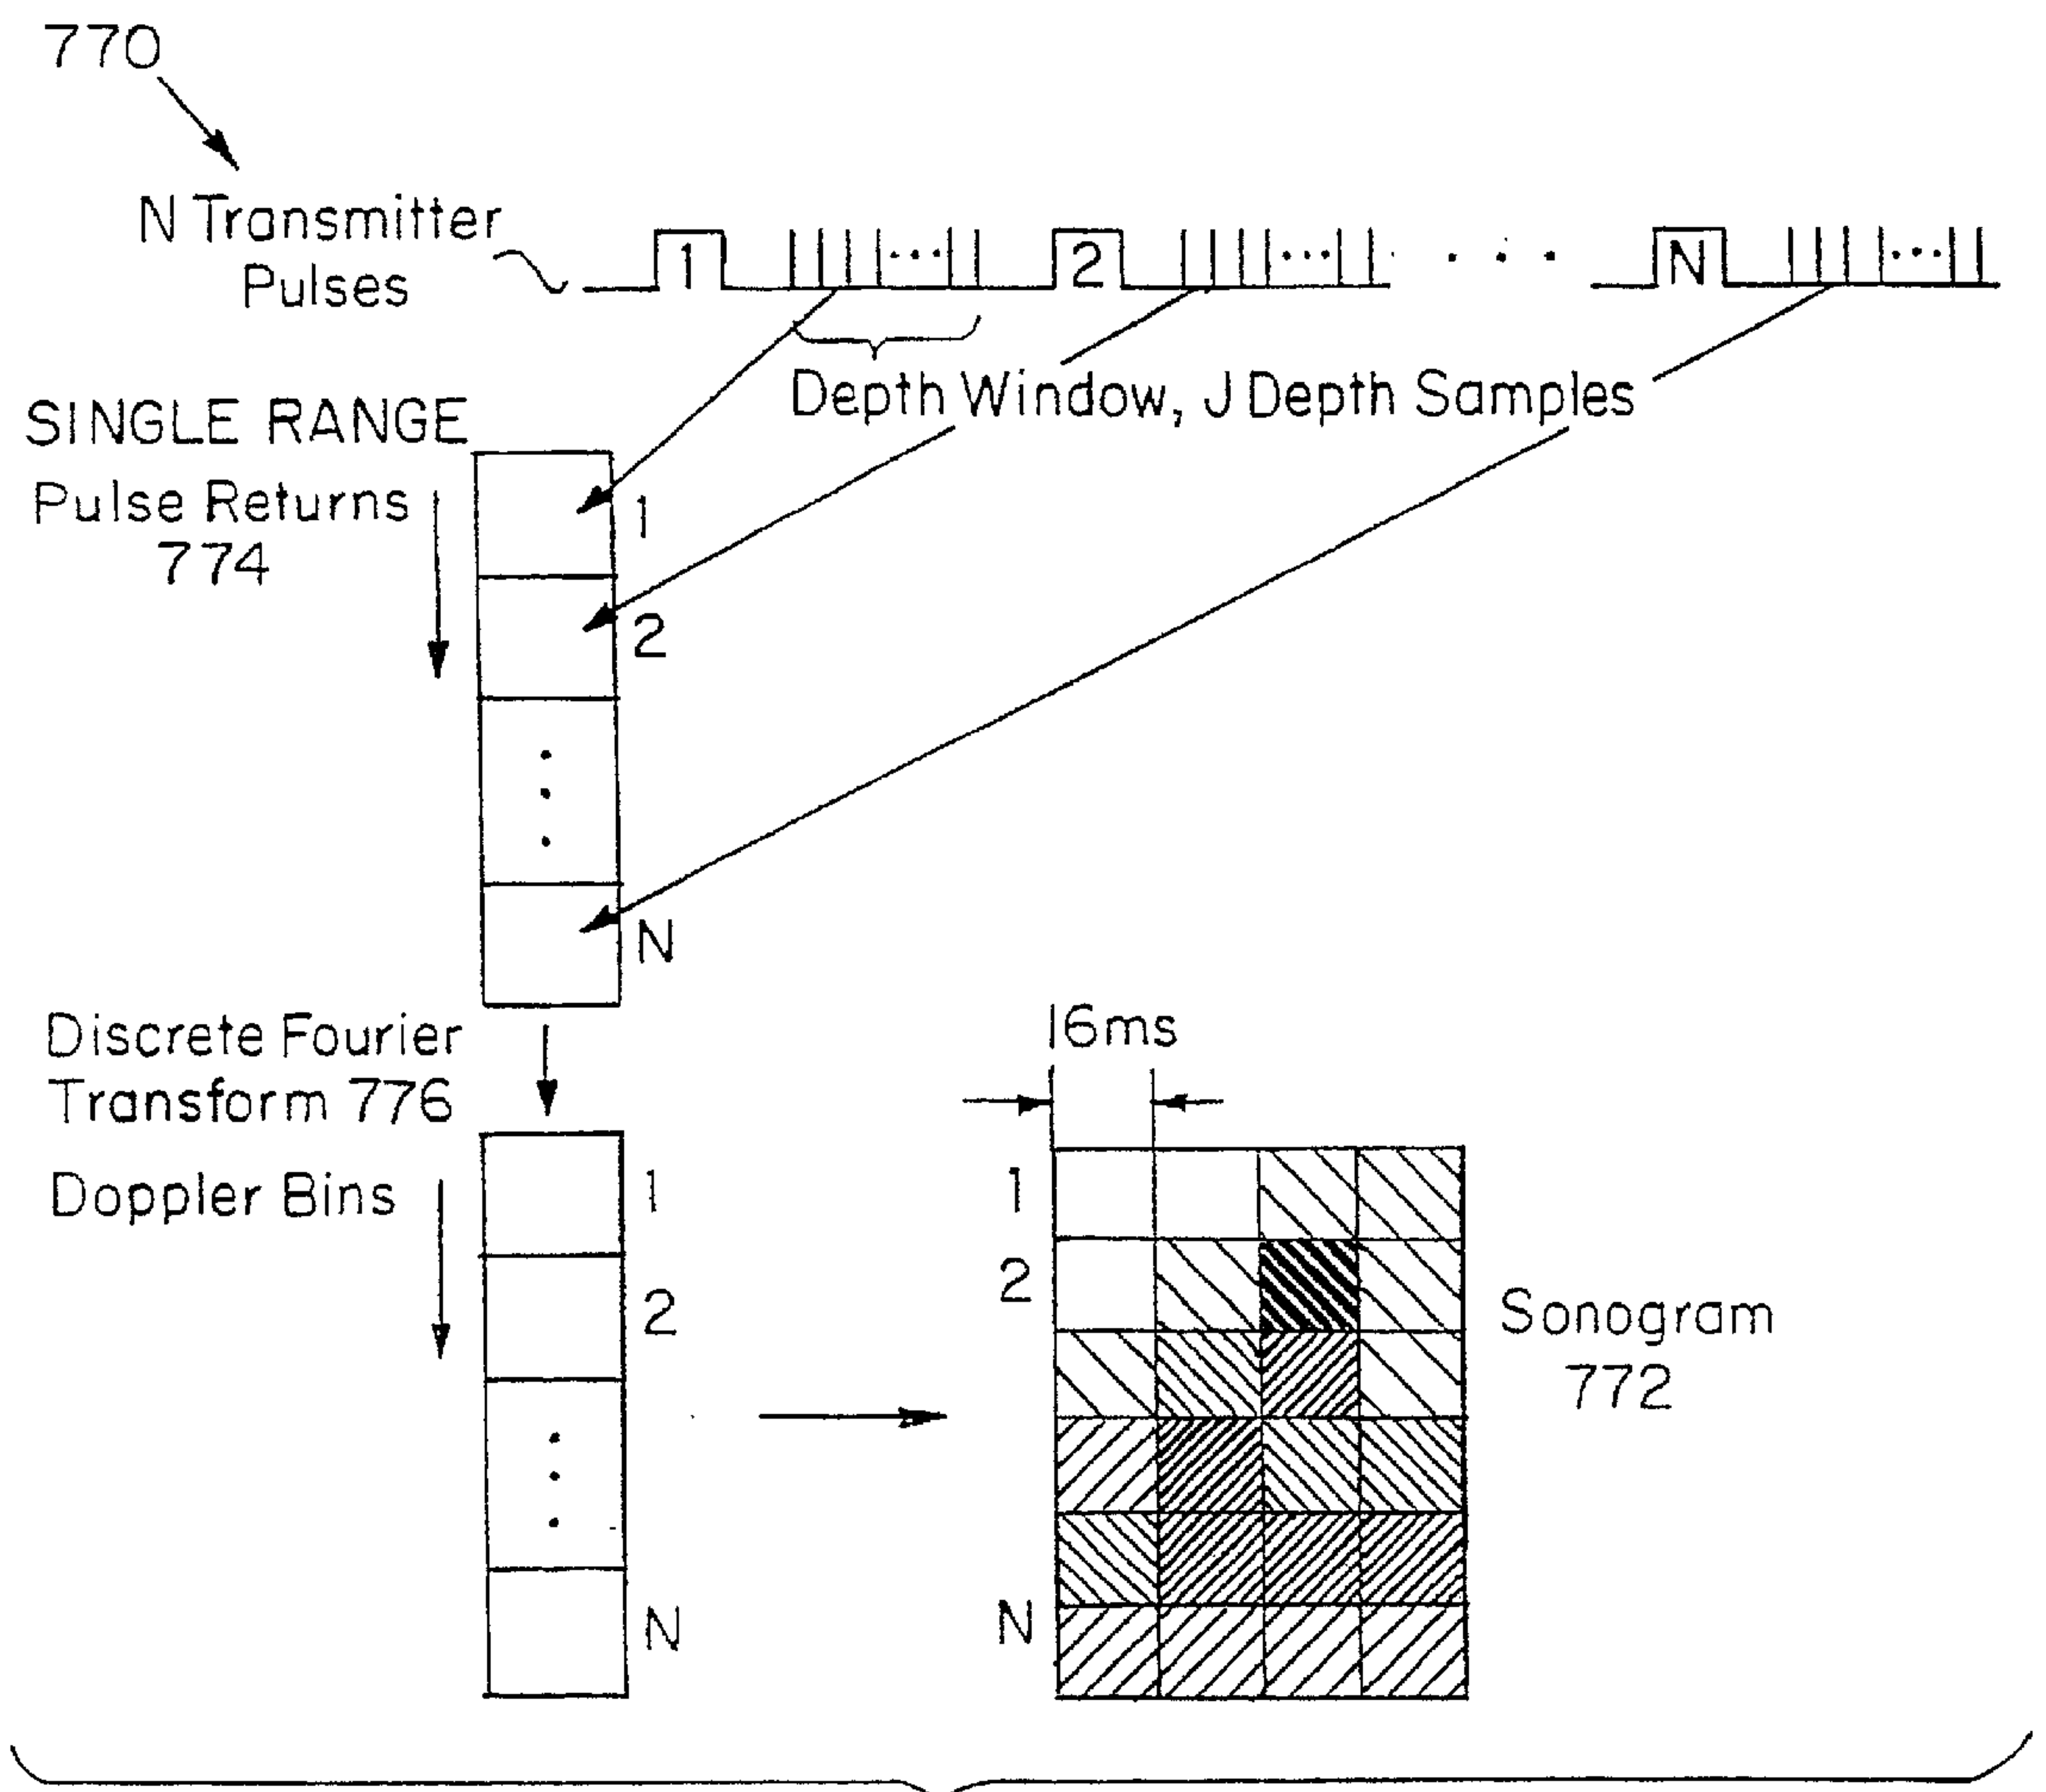 770
N Transmitter
Pulses
1
...
2
...
. . .
N
...
Depth Window, J Depth Samples
SINGLE RANGE
Pulse Returns
774
1
2
N
Discrete Fourier
Transform 776
Doppler Bins
1
2
N
16ms
1
2
N
Sonogram
772